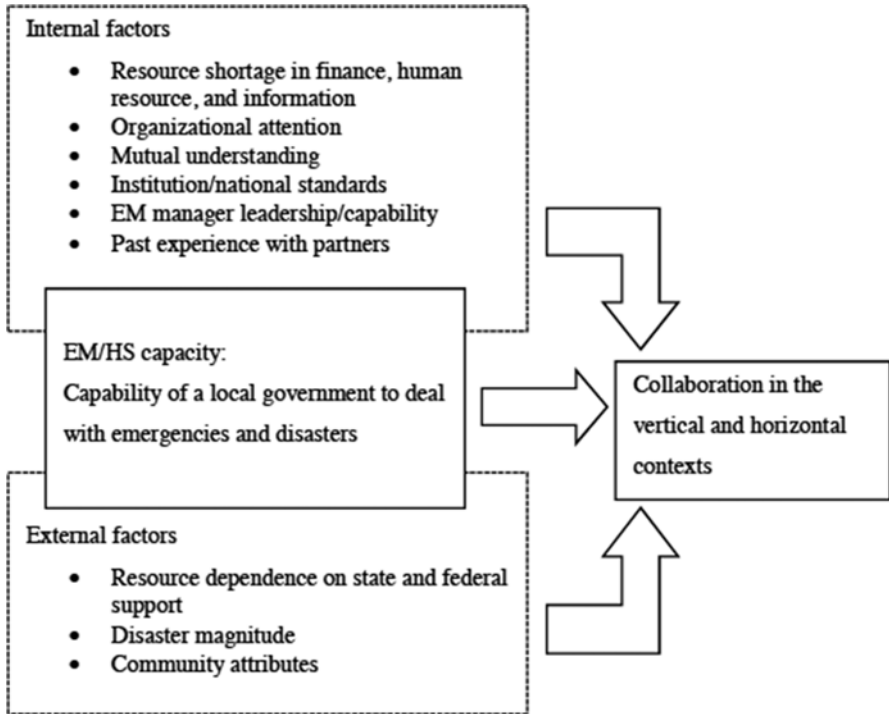 Internal factors
• Resource shortage in finance, human
resource, and information
• Organizational attention
• Mutual understanding
• Institution/national standards
• EM manager leadership/capability
• Past experience with partners
EM/HS capacity:
Capability of a local government to deal
with emergencies and disasters
External factors
• Resource dependence on state and federal
support
• Disaster magnitude
• Community attributes
Collaboration in the
vertical and horizontal
contexts